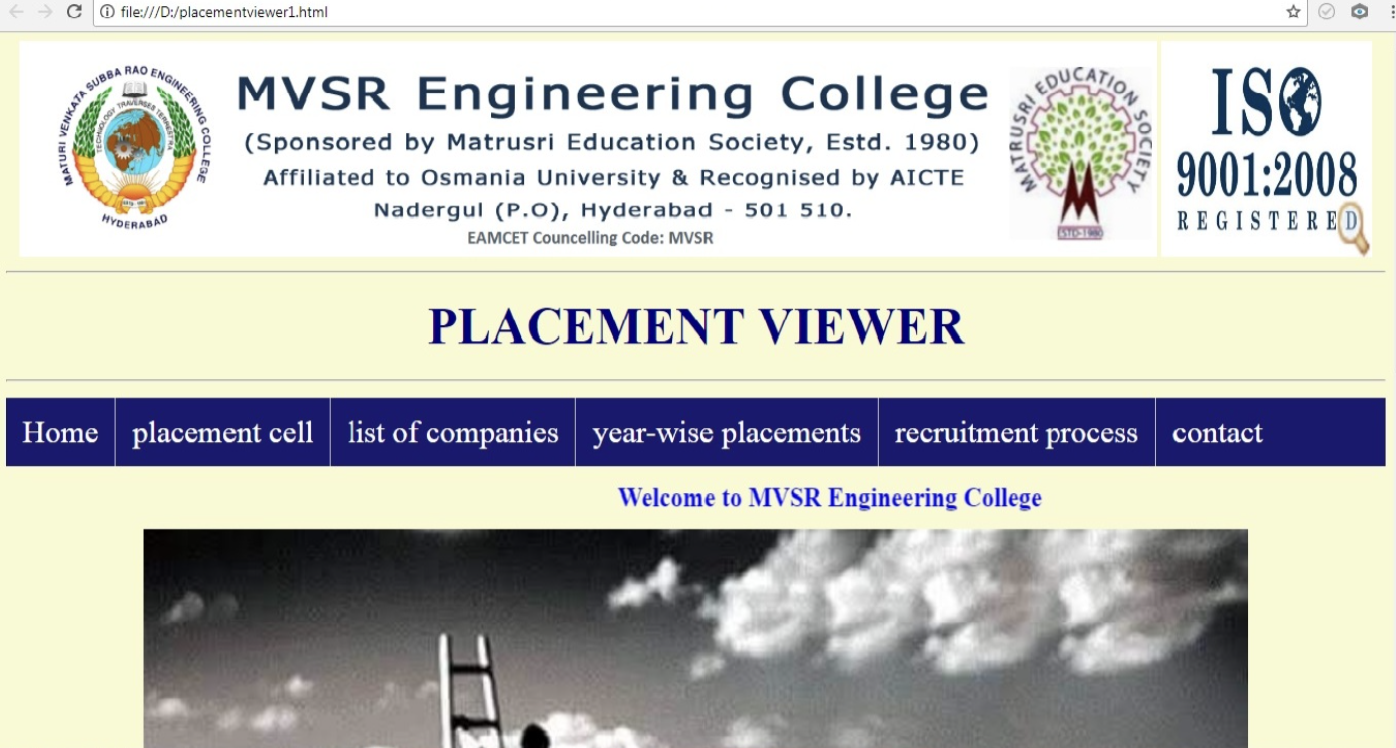 file:///D:/placementviewer1.html
MATURI VENKATA SUBBA RAO ENGINEERING COLLEGE
HYDERABAD
MVSR Engineering College
(Sponsored by Matrusri Education Society, Estd. 1980)
Affiliated to Osmania University & Recognised by AICTE
Nadergul (P.O), Hyderabad - 501 510.
EAMCET Councelling Code: MVSR
MATRUSRI EDUCATION SOCIETY
ESTD-1980
ISO
9001:2008
REGISTERED
PLACEMENT VIEWER
Home placement cell list of companies year-wise placements recruitment process contact
Welcome to MVSR Engineering College